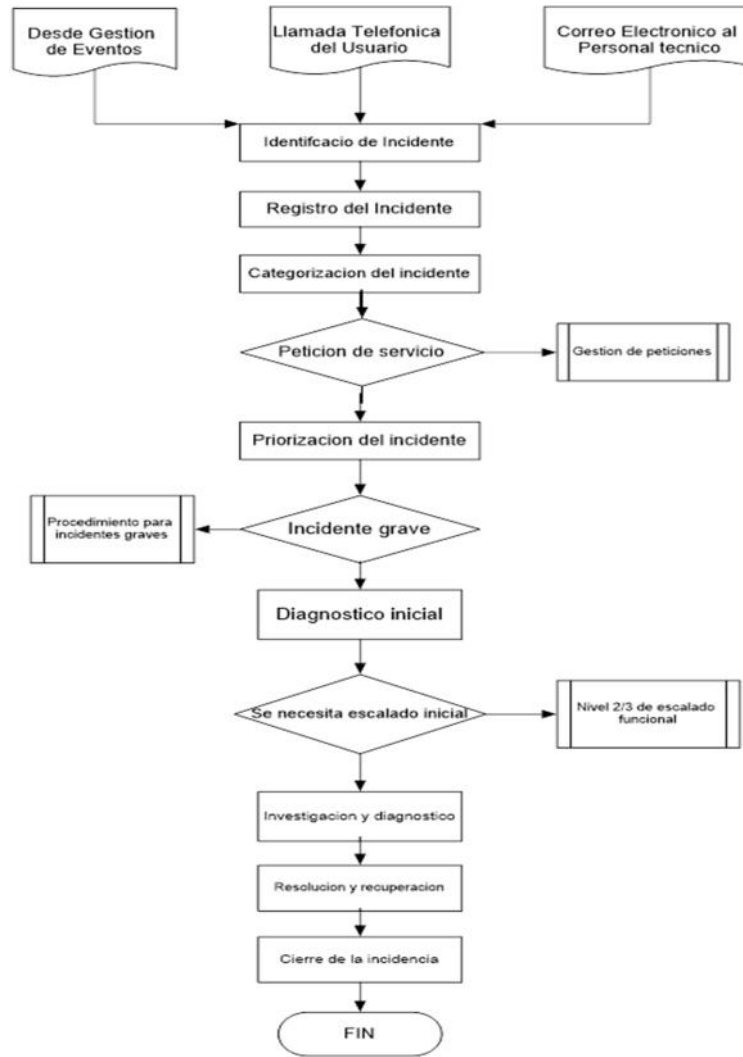 Desde Gestion
de Eventos
Llamada Telefonica
del Usuario
Correo Electronico al
Personal tecnico
Identifcacio de Incidente
Registro del Incidente
Categorizacion del incidente
Peticion de servicio
Gestion de peticiones
Priorizacion del incidente
Procedimiento para
incidentes graves
Incidente grave
Diagnostico inicial
Se necesita escalado inicial
Nivel 2/3 de escalado
funcional
Investigacion y diagnostico
Resolucion y recuperacion
Cierre de la incidencia
FIN